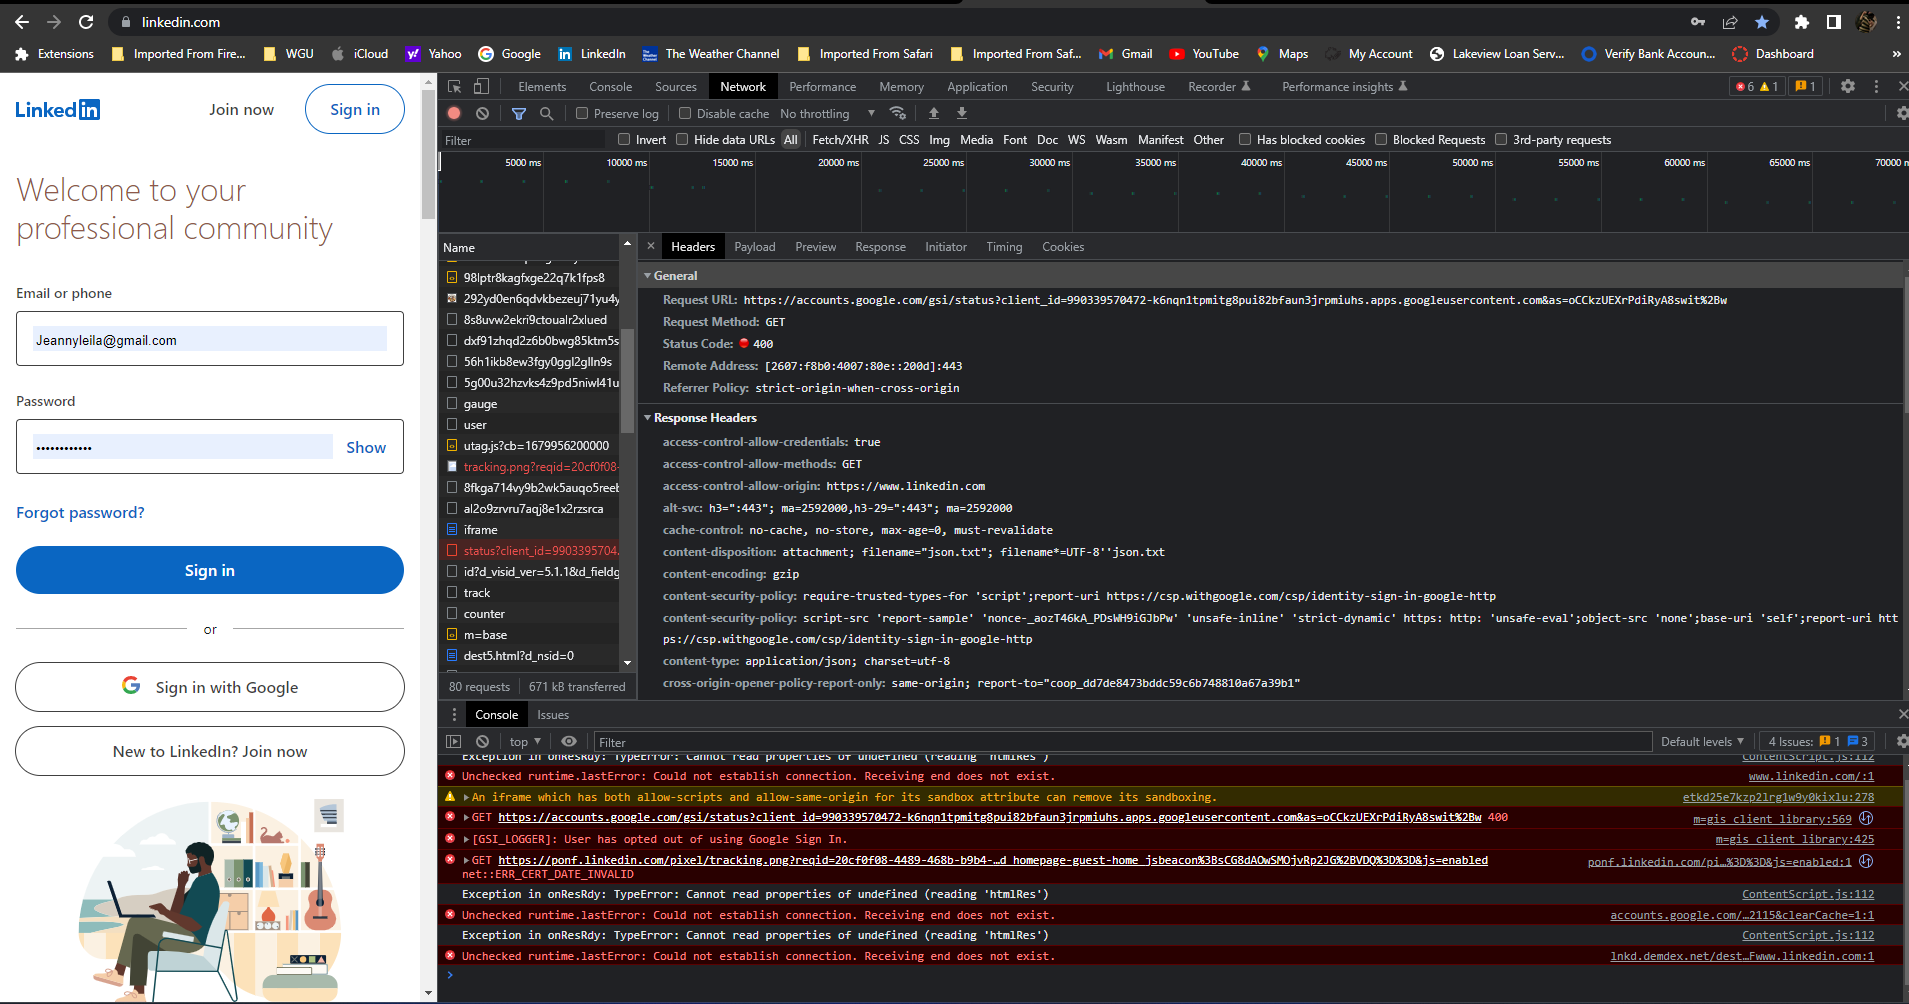 linkedin.com
Extensions Imported From Fire... WGU iCloud Yahoo Google LinkedIn The Weather Channel Imported From Safari Imported From Saf... Gmail YouTube Maps My Account Lakeview Loan Serv... Verify Bank Accoun... Dashboard »
Linked in Join now Sign in
Welcome to your
professional community
Email or phone
Jeannyleila@gmail.com
Password
•••••••••••• Show
Forgot password?
Sign in
or
Sign in with Google
New to LinkedIn? Join now
Elements Console Sources Network Performance Memory Application Security Lighthouse Recorder Performance insights 6 1 1
Preserve log Disable cache No throttling
Filter Invert Hide data URLs All Fetch/XHR JS CSS Img Media Font Doc WS Wasm Manifest Other Has blocked cookies Blocked Requests 3rd-party requests
5000 ms 10000 ms 15000 ms 20000 ms 25000 ms 30000 ms 35000 ms 40000 ms 45000 ms 50000 ms 55000 ms 60000 ms 65000 ms 70000 m
Name
98lptr8kagfxge22q7k1fps8
292yd0en6qdvkbezeuj71yu4y
8s8uvw2ekri9ctoualr2xlued
dxf91zhqd2z6b0bwg85ktm5s
56h1ikb8ew3fgy0ggl2glln9s
5g00u32hzvks4z9pd5niwl41u
gauge
user
utag.js?cb=1679956200000
tracking.png?reqid=20cf0f08-
8fkga714vy9b2wk5auqo5reeb
al2o9zrvru7aqj8e1x2rzsrca
iframe
status?client_id=9903395704.
id?d_visid_ver=5.1.1&d_fieldg
track
counter
m=base
dest5.html?d_nsid=0
80 requests 671 kB transferred
Headers Payload Preview Response Initiator Timing Cookies
General
Request URL: https://accounts.google.com/gsi/status?client_id=990339570472-k6nqn1tpmitg8pui82bfaun3jrpmiuhs.apps.googleusercontent.com&as=oCCkzUEXrPdiRyA8swit%2Bw
Request Method: GET
Status Code: 400
Remote Address: [2607:f8b0:4007:80e::200d]:443
Referrer Policy: strict-origin-when-cross-origin
Response Headers
access-control-allow-credentials: true
access-control-allow-methods: GET
access-control-allow-origin: https://www.linkedin.com
alt-svc: h3=":443"; ma=2592000,h3-29=":443"; ma=2592000
cache-control: no-cache, no-store, max-age=0, must-revalidate
content-disposition: attachment; filename="json.txt"; filename*=UTF-8''json.txt
content-encoding: gzip
content-security-policy: require-trusted-types-for 'script';report-uri https://csp.withgoogle.com/csp/identity-sign-in-google-http
content-security-policy: script-src 'report-sample' 'nonce-_aozT46kA_PDsWH9iGJbPw' 'unsafe-inline' 'strict-dynamic' https: http: 'unsafe-eval';object-src 'none';base-uri 'self';report-uri htt
ps://csp.withgoogle.com/csp/identity-sign-in-google-http
content-type: application/json; charset=utf-8
cross-origin-opener-policy-report-only: same-origin; report-to="coop_dd7de8473bddc59c6b748810a67a39b1"
Console Issues
top Filter Default levels 4 Issues: 1 3
Exception in onResRdy: TypeError: Cannot read properties of undefined (reading 'htmlRes') ContentScript.js:112
Unchecked runtime.lastError: Could not establish connection. Receiving end does not exist. www.linkedin.com/:1
An iframe which has both allow-scripts and allow-same-origin for its sandbox attribute can remove its sandboxing. etkd25e7kzp2lrg1w9y0kixlu:278
GET https://accounts.google.com/gsi/status?client_id=990339570472-k6nqn1tpmitg8pui82bfaun3jrpmiuhs.apps.googleusercontent.com&as=oCCkzUEXrPdiRyA8swit%2Bw 400 m=gis_client_library:569
[GSI_LOGGER]: User has opted out of using Google Sign In. m=gis_client_library:425
GET https://ponf.linkedin.com/pixel/tracking.png?reqid=20cf0f08-4489-468b-b9b4-…d_homepage-guest-home_jsbeacon%3BsCG8dAOwSMOjvRp2JG%2BVDQ%3D%3D&js=enabled ponf.linkedin.com/pi…%3D%3D&js=enabled:1
net::ERR_CERT_DATE_INVALID
Exception in onResRdy: TypeError: Cannot read properties of undefined (reading 'htmlRes') ContentScript.js:112
Unchecked runtime.lastError: Could not establish connection. Receiving end does not exist. accounts.google.com/…2115&clearCache=1:1
Exception in onResRdy: TypeError: Cannot read properties of undefined (reading 'htmlRes') ContentScript.js:112
Unchecked runtime.lastError: Could not establish connection. Receiving end does not exist. lnkd.demdex.net/dest…Fwww.linkedin.com:1